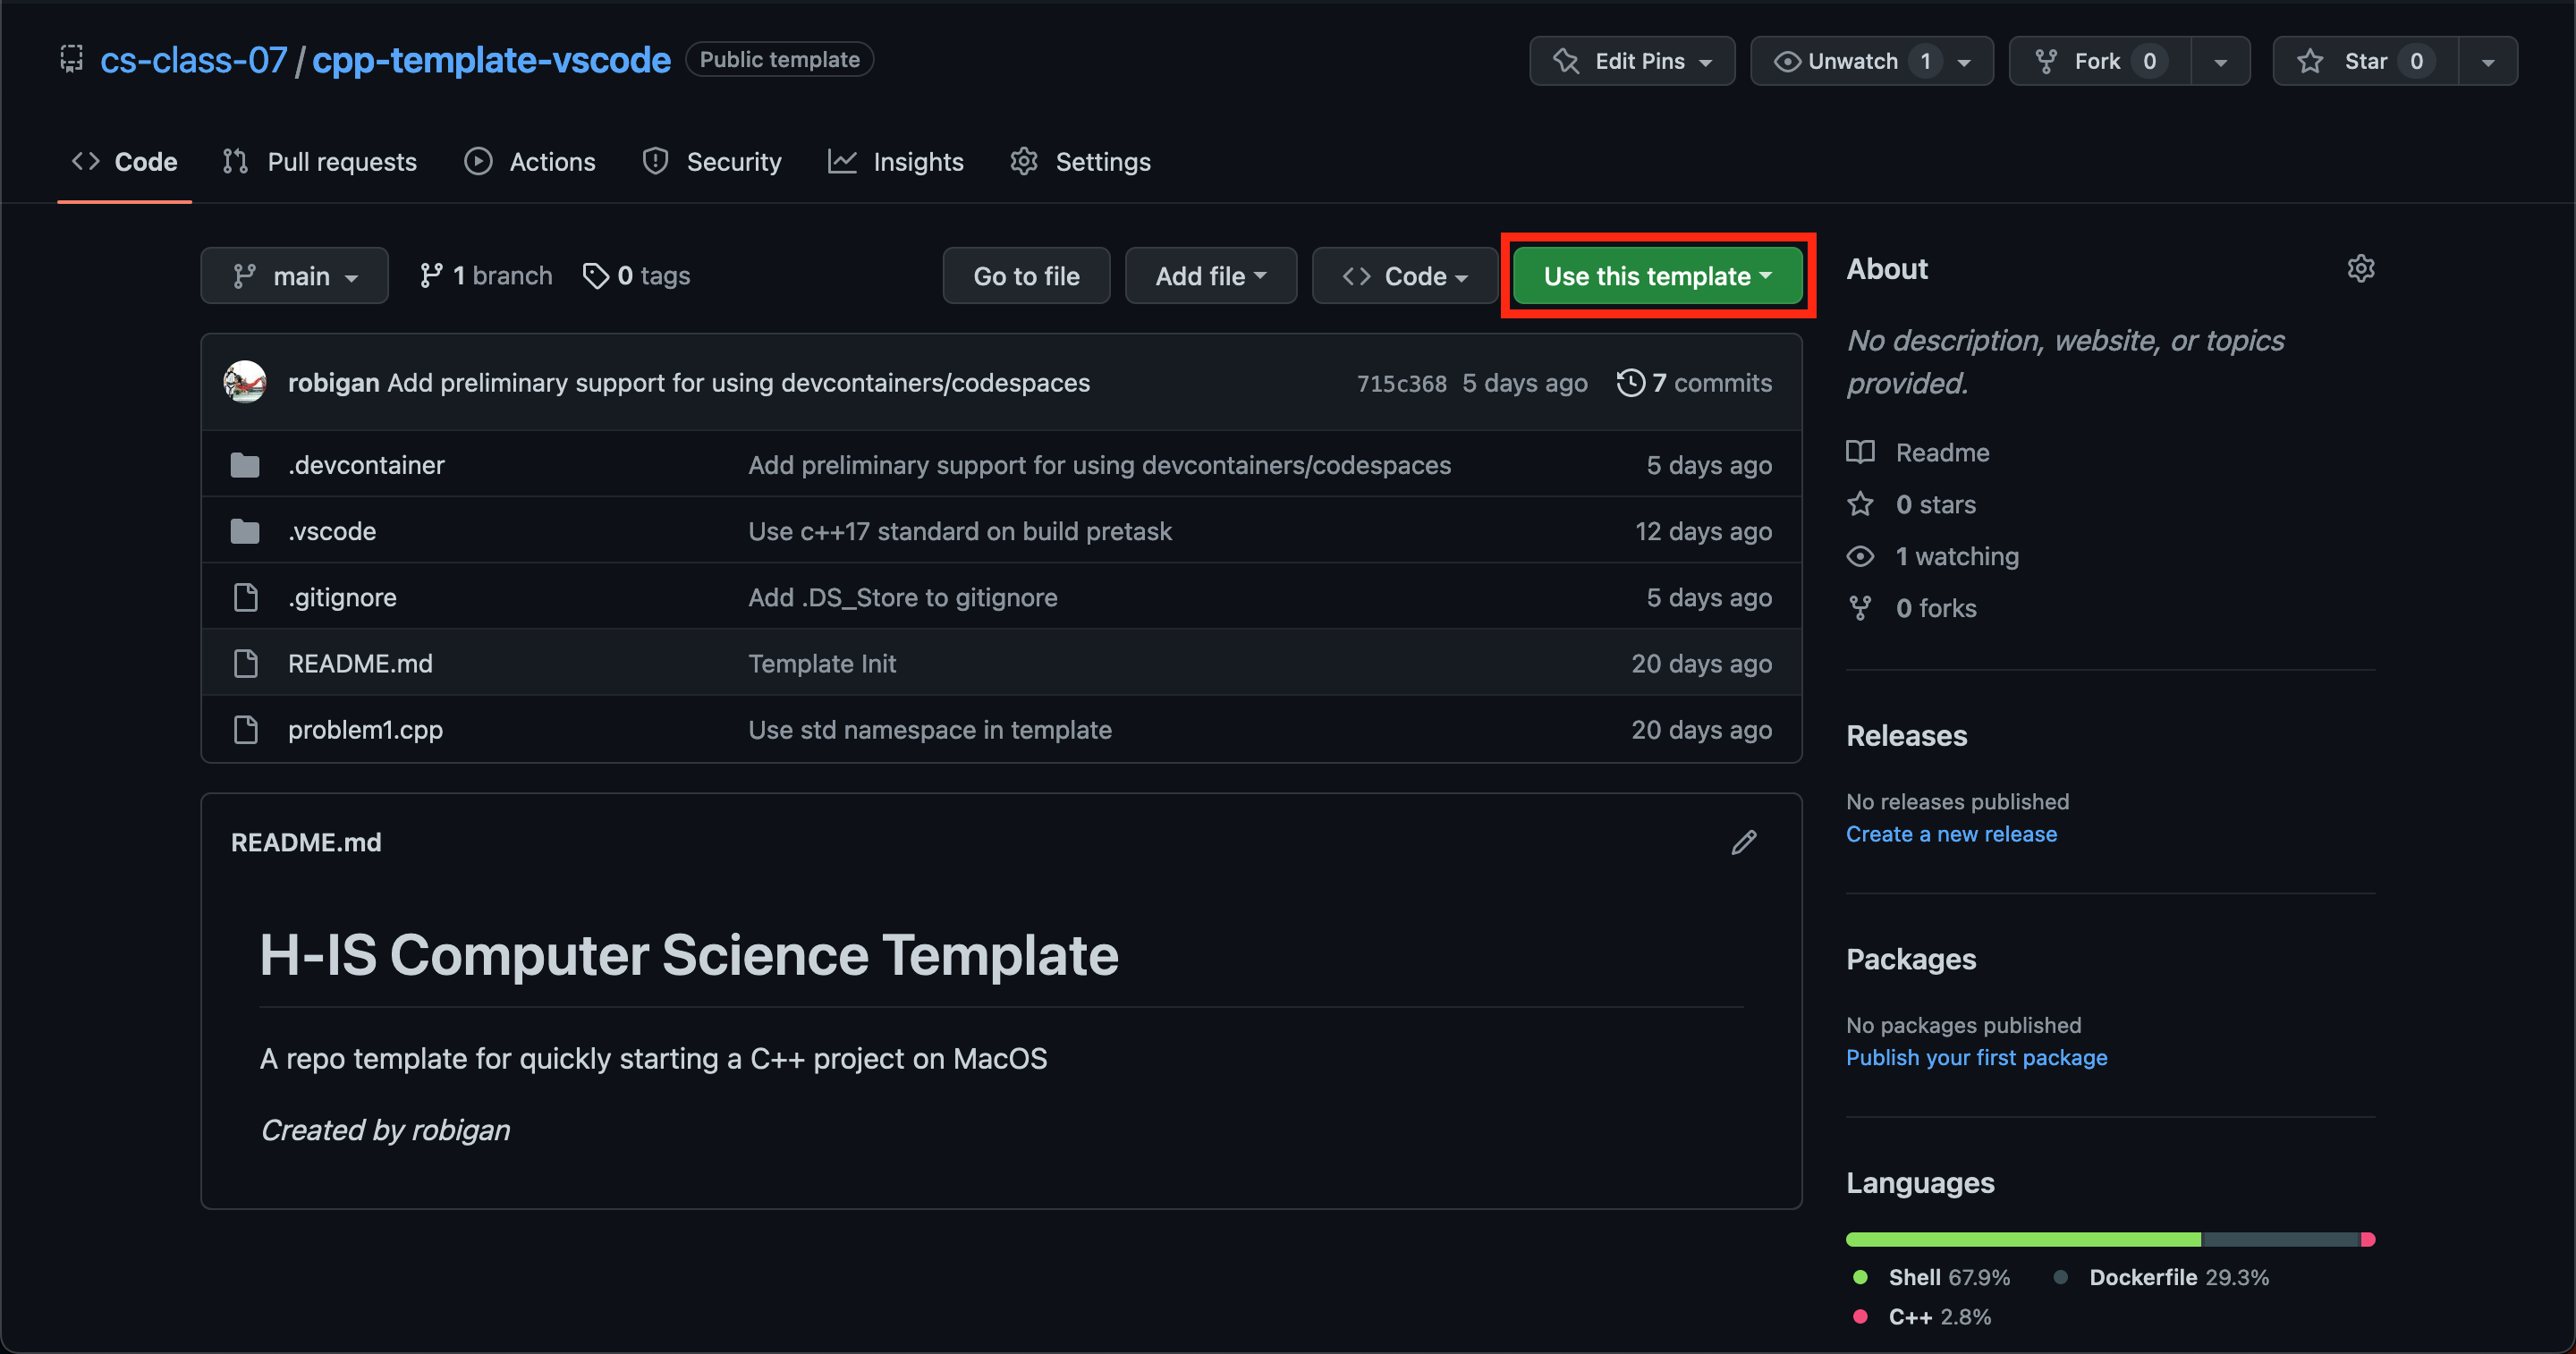 cs-class-07 / cpp-template-vscode Public template Edit Pins Unwatch 1 Fork 0 Star 0
Code Pull requests Actions Security Insights Settings
main 1 branch 0 tags Go to file Add file Code Use this template
robigan Add preliminary support for using devcontainers/codespaces 715c368 5 days ago 7 commits
.devcontainer Add preliminary support for using devcontainers/codespaces 5 days ago
.vscode Use c++17 standard on build pretask 12 days ago
.gitignore Add .DS_Store to gitignore 5 days ago
README.md Template Init 20 days ago
problem1.cpp Use std namespace in template 20 days ago
README.md
H-IS Computer Science Template
A repo template for quickly starting a C++ project on MacOS
Created by robigan
About
No description, website, or topics
provided.
Readme
0 stars
1 watching
0 forks
Releases
No releases published
Create a new release
Packages
No packages published
Publish your first package
Languages
Shell 67.9% Dockerfile 29.3%
C++ 2.8%